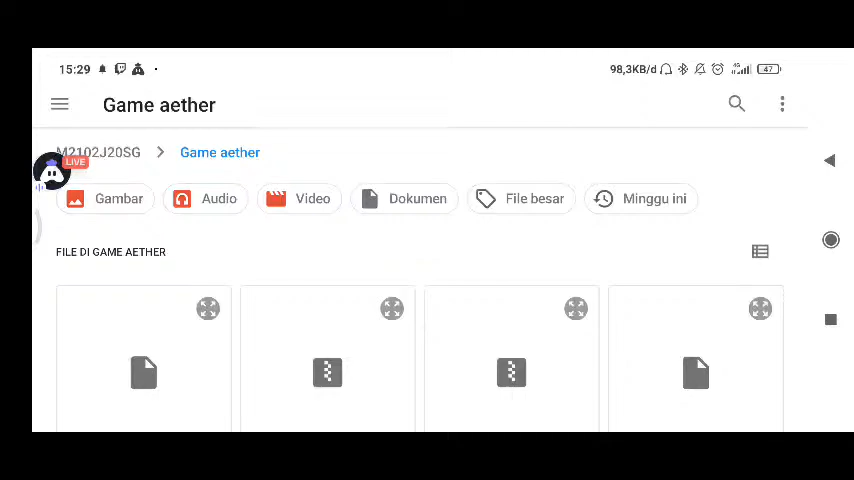 15:29
98,3KB/d 4G 47
Game aether
M2102J20SG Game aether
LIVE
Gambar Audio Video Dokumen File besar Minggu ini
FILE DI GAME AETHER